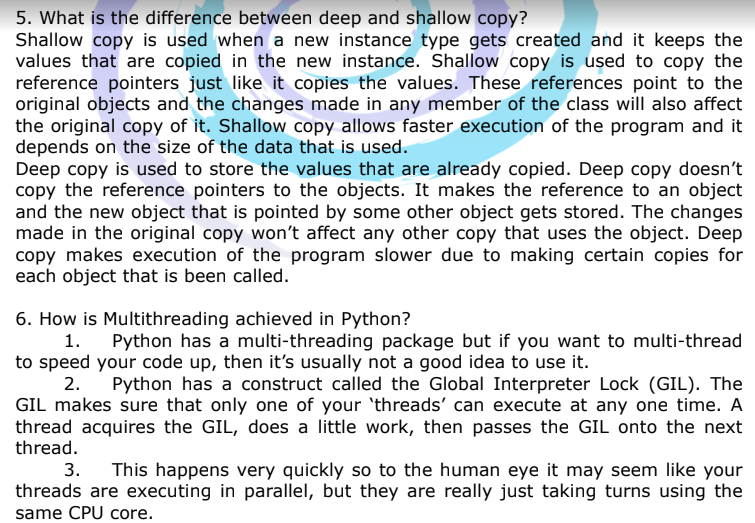 5. What is the difference between deep and shallow copy?
Shallow copy is used when a new instance type gets created and it keeps the
values that are copied in the new instance. Shallow copy is used to copy the
reference pointers just like it copies the values. These references point to the
original objects and the changes made in any member of the class will also affect
the original copy of it. Shallow copy allows faster execution of the program and it
depends on the size of the data that is used.
Deep copy is used to store the values that are already copied. Deep copy doesn’t
copy the reference pointers to the objects. It makes the reference to an object
and the new object that is pointed by some other object gets stored. The changes
made in the original copy won’t affect any other copy that uses the object. Deep
copy makes execution of the program slower due to making certain copies for
each object that is been called.
6. How is Multithreading achieved in Python?
1. Python has a multi-threading package but if you want to multi-thread
to speed your code up, then it’s usually not a good idea to use it.
2. Python has a construct called the Global Interpreter Lock (GIL). The
GIL makes sure that only one of your ‘threads’ can execute at any one time. A
thread acquires the GIL, does a little work, then passes the GIL onto the next
thread.
3. This happens very quickly so to the human eye it may seem like your
threads are executing in parallel, but they are really just taking turns using the
same CPU core.